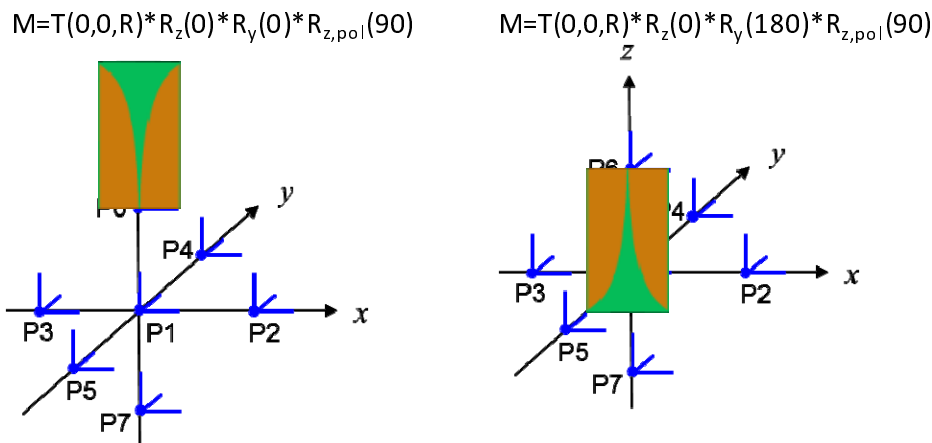 M=T(0,0,R)*Rz(0)*Ry(0)*Rz,pol(90)
M=T(0,0,R)*Rz(0)*Ry(180)*Rz,pol(90)
z
y
P4
P3
P1
P2
x
P5
P7
y
P6
P4
P3
P2
x
P5
P7